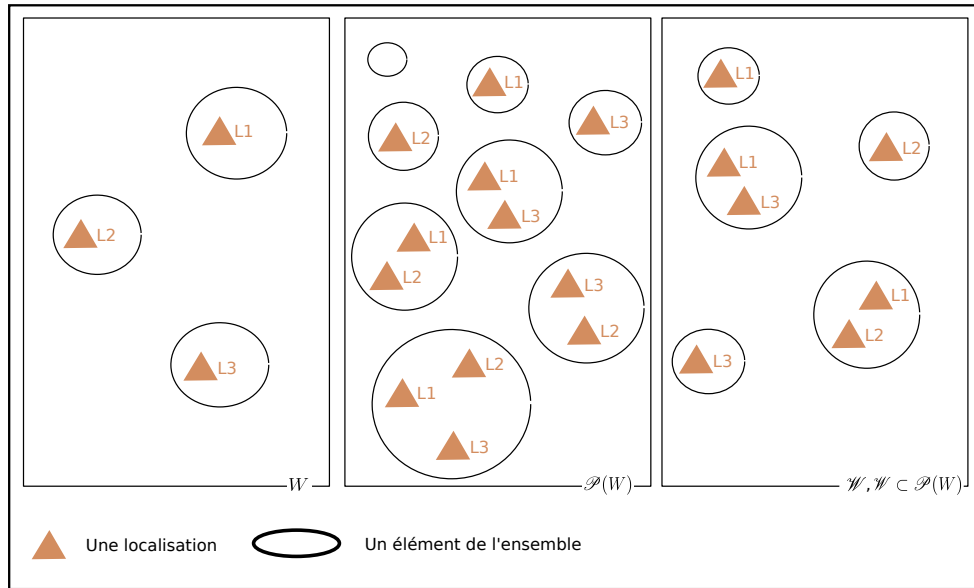 L1
L2
L3
W
L1
L2
L3
L1
L3
L1
L2
L3
L2
L2
L1
L3
𝒫(W)
L1
L2
L1
L3
L1
L2
L3
𝒲, 𝒲 ⊂ 𝒫(W)
Une localisation
Un élément de l'ensemble